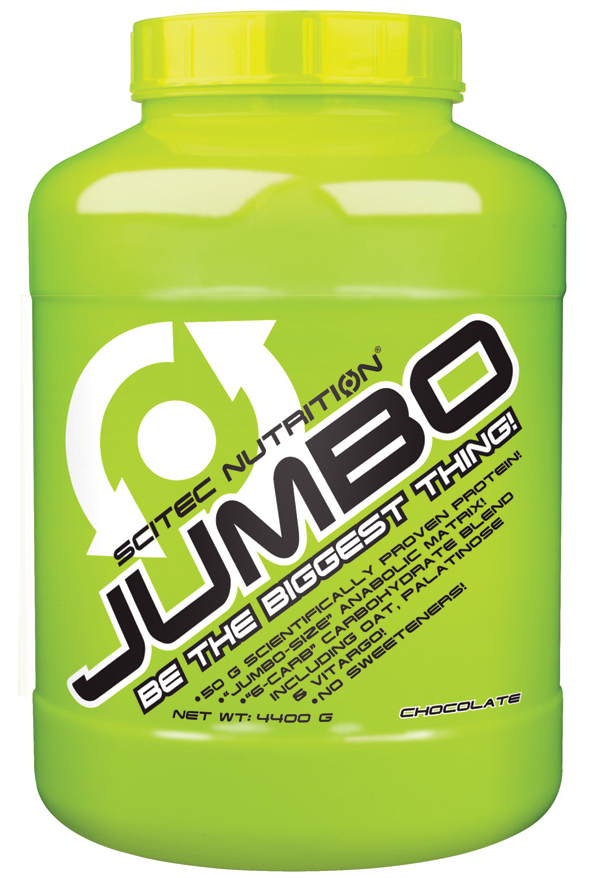 SCITEC NUTRITION®
JUMBO
BE THE BIGGEST THING!
•50 G SCIENTIFICALLY PROVEN PROTEIN!
•"JUMBO-SIZE" ANABOLIC MATRIX!
•"6-CARB" CARBOHYDRATE BLEND
INCLUDING OAT, PALATINOSE
& VITARGO!
•NO SWEETENERS!
NET WT: 4400 G
CHOCOLATE